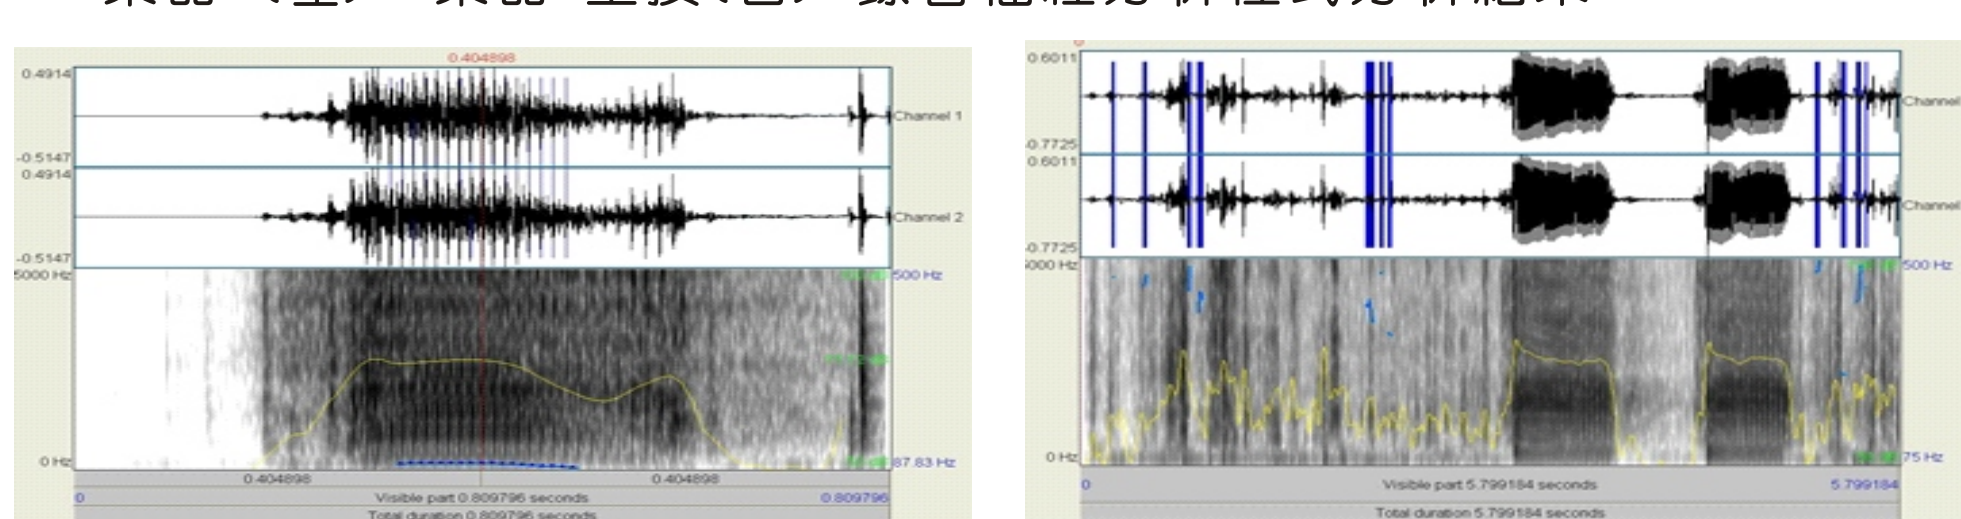 0.404898
0.4914
Channel 1
-0.5147
0.4914
Channel 2
-0.5147
5000 Hz
500 Hz
0 Hz
87.83 Hz
0.404898
0.404898
0
Visible part 0.809796 seconds
0.809796
Total duration 0.809796 seconds
0.6011
Channel
-0.7725
0.6011
Channel
-0.7725
5000 Hz
500 Hz
0 Hz
75 Hz
0
Visible part 5.799184 seconds
5.799184
Total duration 5.799184 seconds